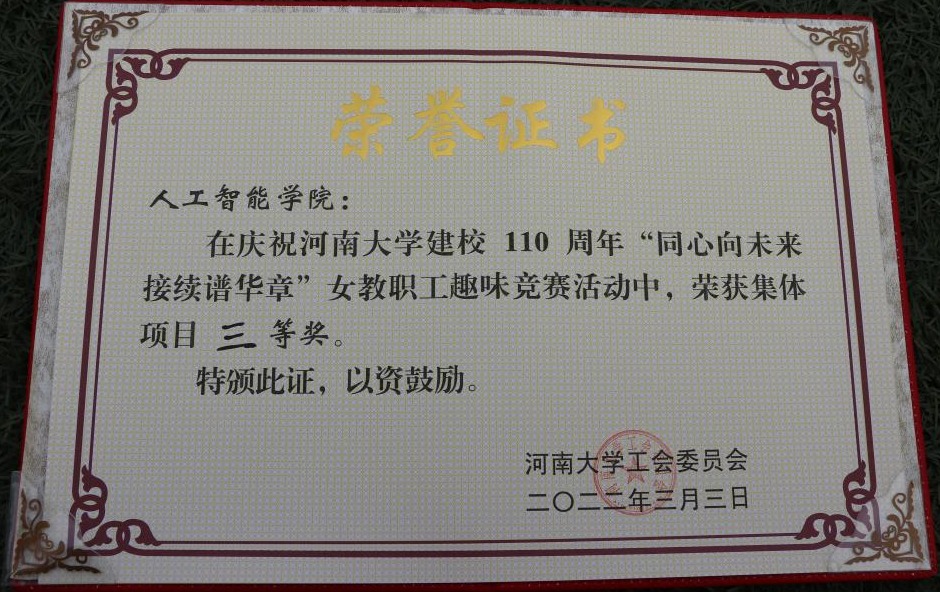 荣誉证书
人工智能学院：
在庆祝河南大学建校 110 周年“同心向未来
接续谱华章”女教职工趣味竞赛活动中，荣获集体
项目 三 等奖。
特颁此证，以资鼓励。
河南大学工会委员会
二〇二二年三月三日